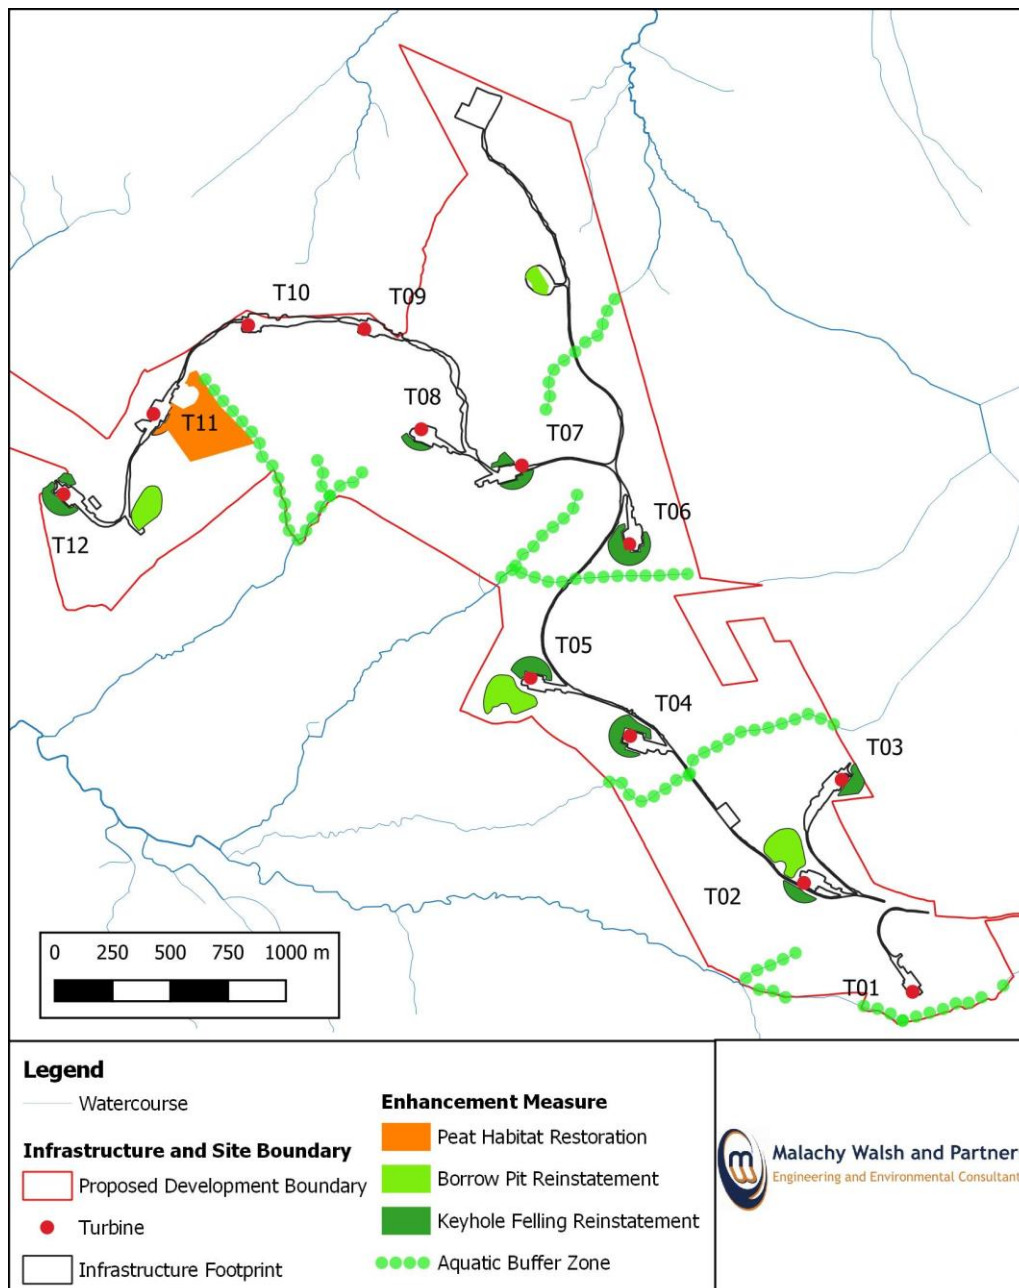 T10
T09
T08
T07
T11
T06
T12
T05
T04
T03
T02
T01
0 250 500 750 1000 m
Legend
Watercourse
Infrastructure and Site Boundary
Proposed Development Boundary
Turbine
Infrastructure Footprint
Enhancement Measure
Peat Habitat Restoration
Borrow Pit Reinstatement
Keyhole Felling Reinstatement
Aquatic Buffer Zone
Malachy Walsh and Partner
Engineering and Environmental Consultant